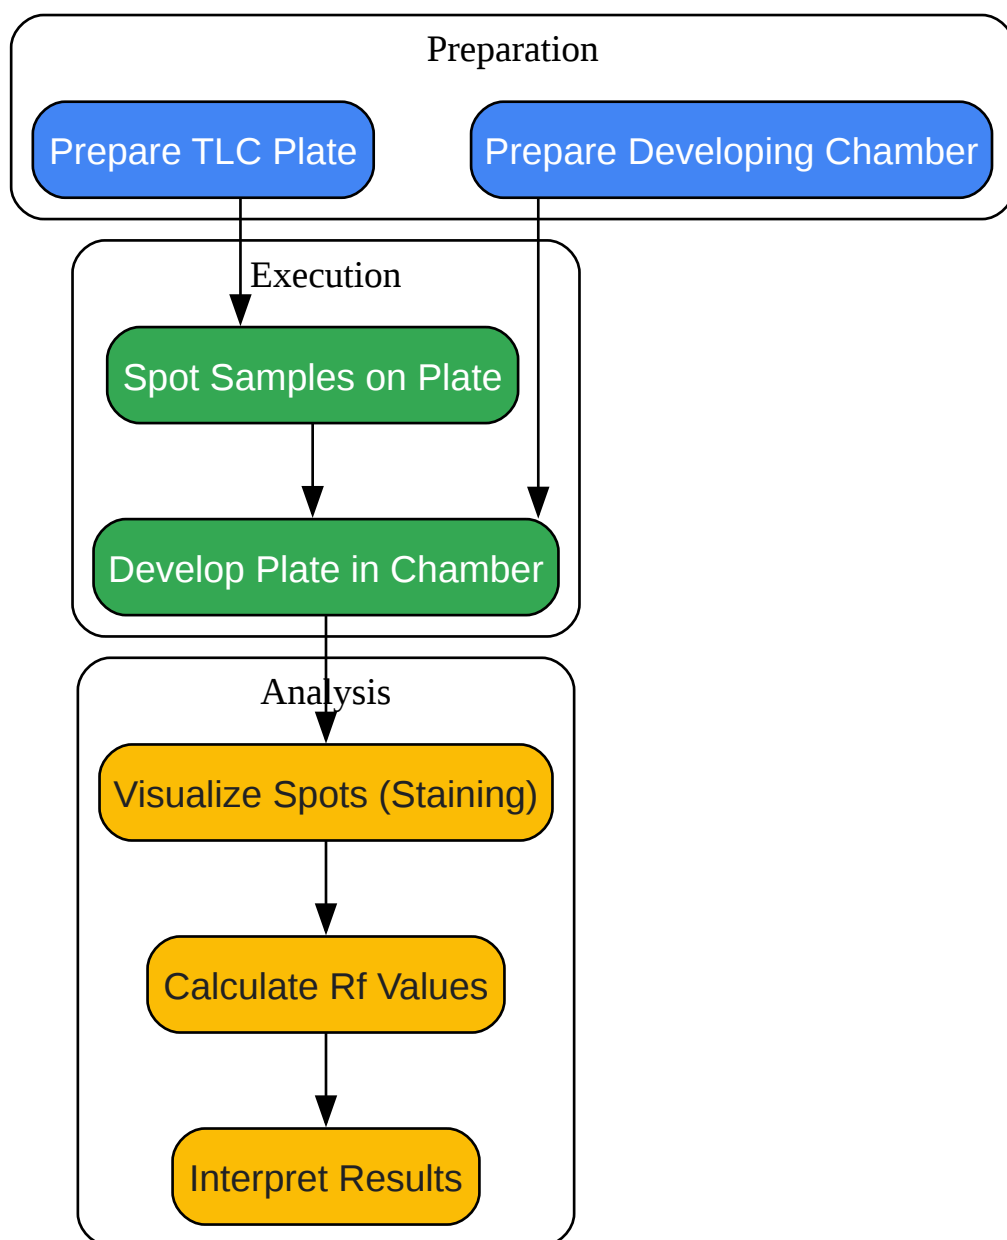 Preparation
Prepare TLC Plate
Prepare Developing Chamber
Execution
Spot Samples on Plate
Develop Plate in Chamber
Analysis
Visualize Spots (Staining)
Calculate Rf Values
Interpret Results